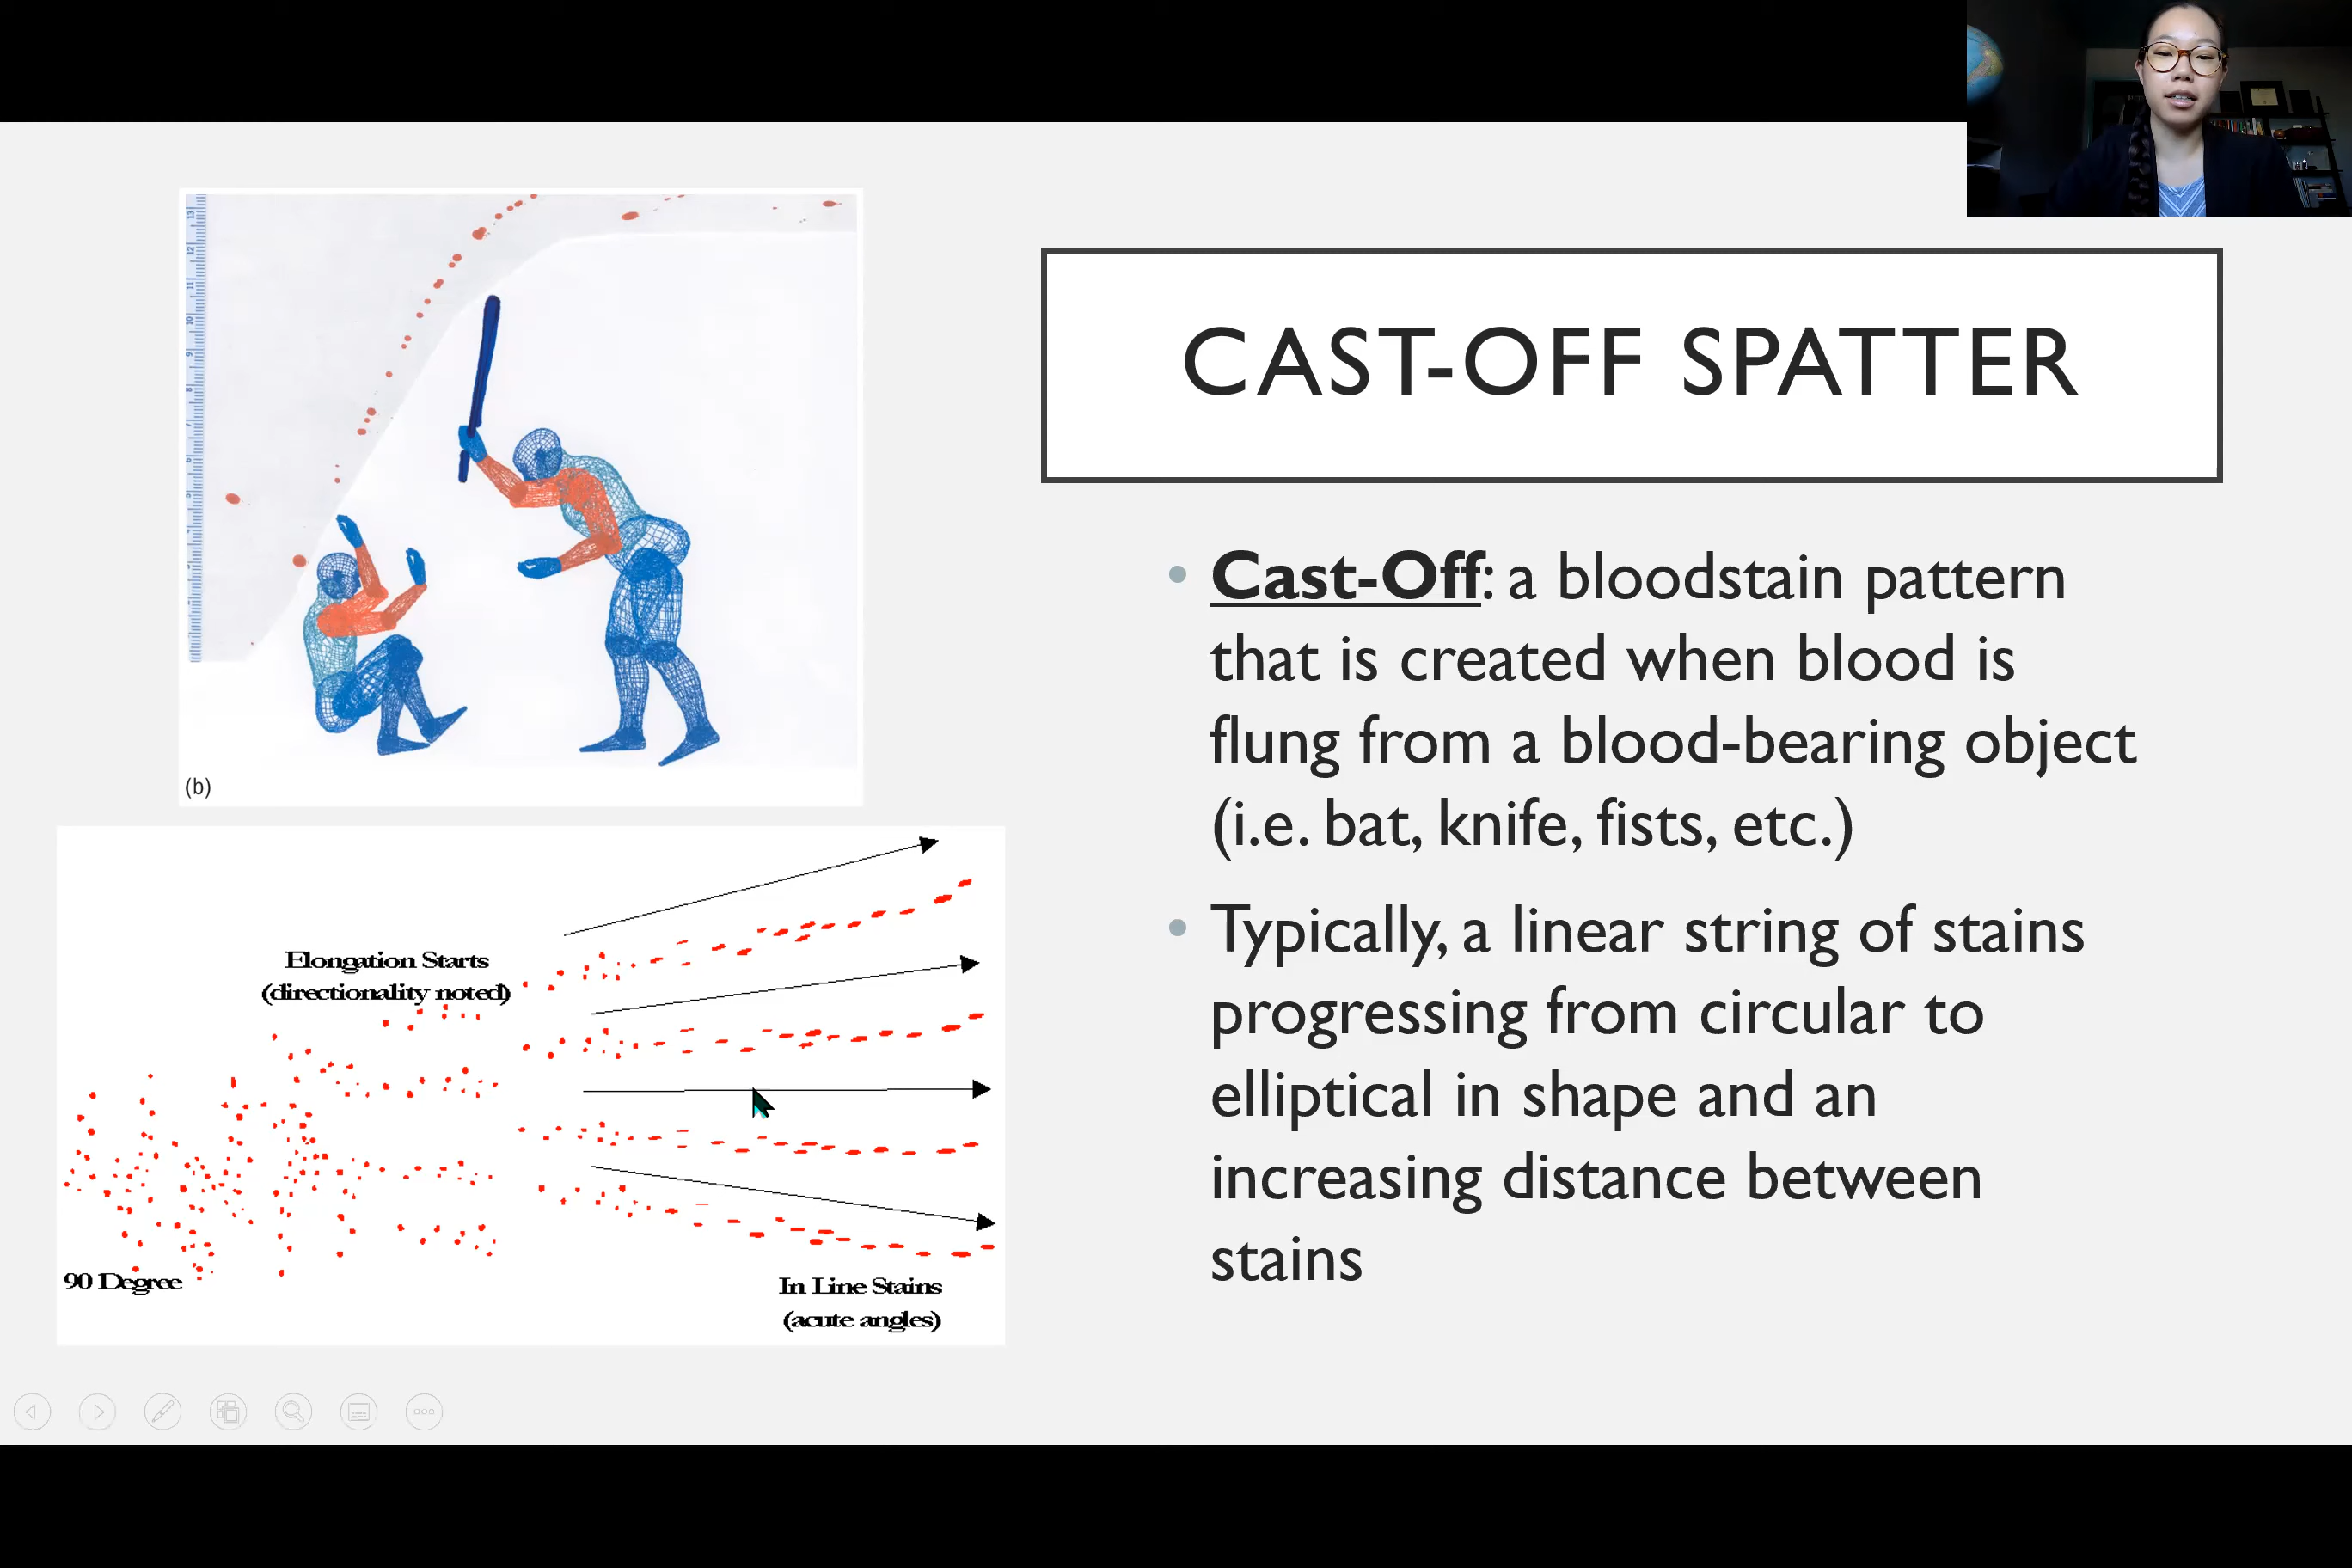 CAST-OFF SPATTER
Cast-Off: a bloodstain pattern
that is created when blood is
flung from a blood-bearing object
(i.e. bat, knife, fists, etc.)
Typically, a linear string of stains
progressing from circular to
elliptical in shape and an
increasing distance between
stains
(b)
Elongation Starts
(directionality noted)
90 Degree
In Line Stains
(acute angles)